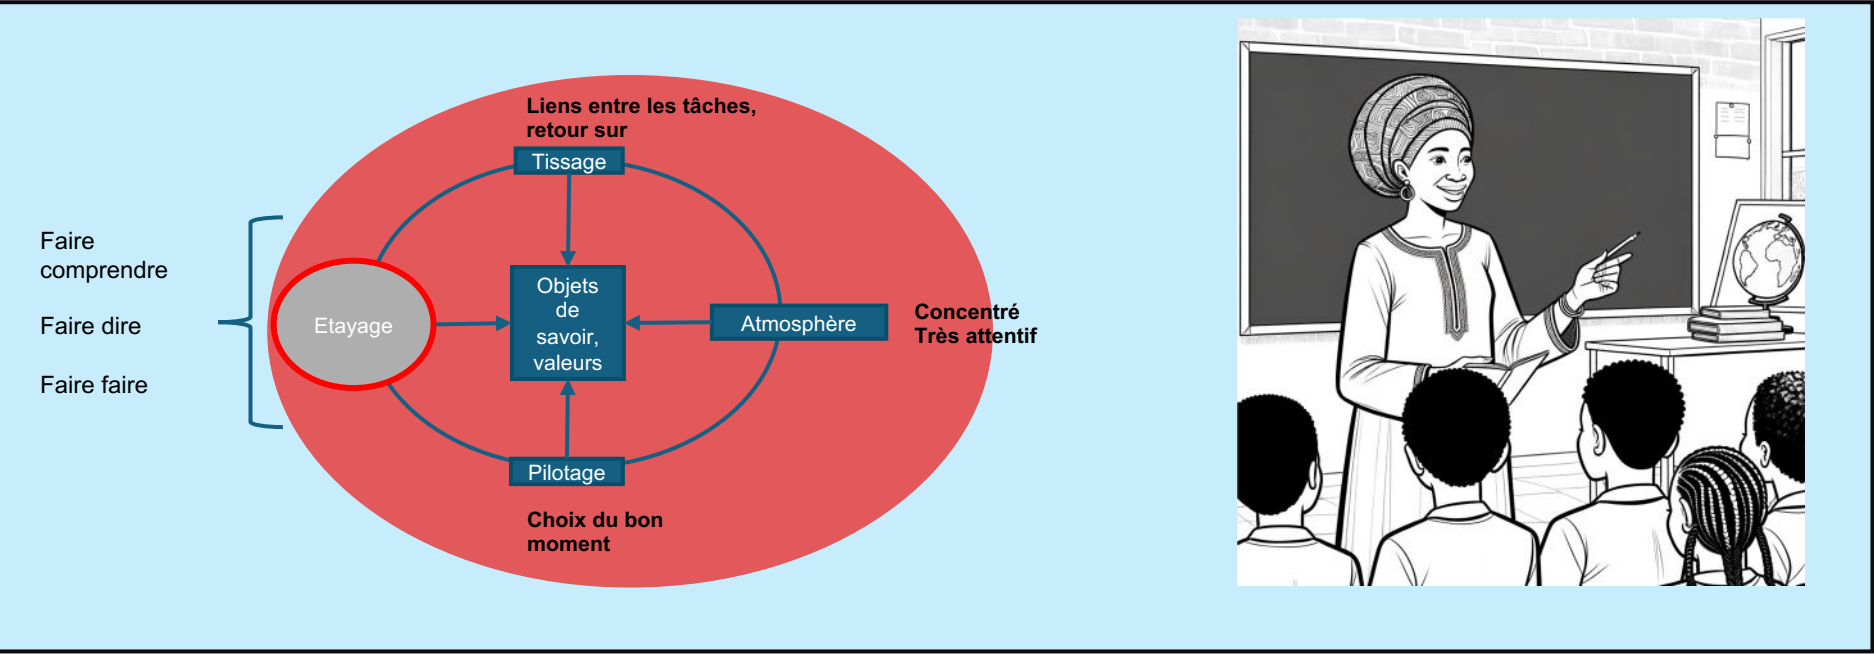 Liens entre les tâches,
retour sur
Tissage
Faire
comprendre
Faire dire
Faire faire
Etayage
Objets
de
savoir,
valeurs
Atmosphère
Concentré
Très attentif
Pilotage
Choix du bon
moment